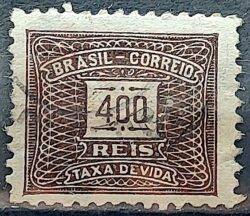 BRASIL-CORREIO
400
REIS
TAXA DEVIDA